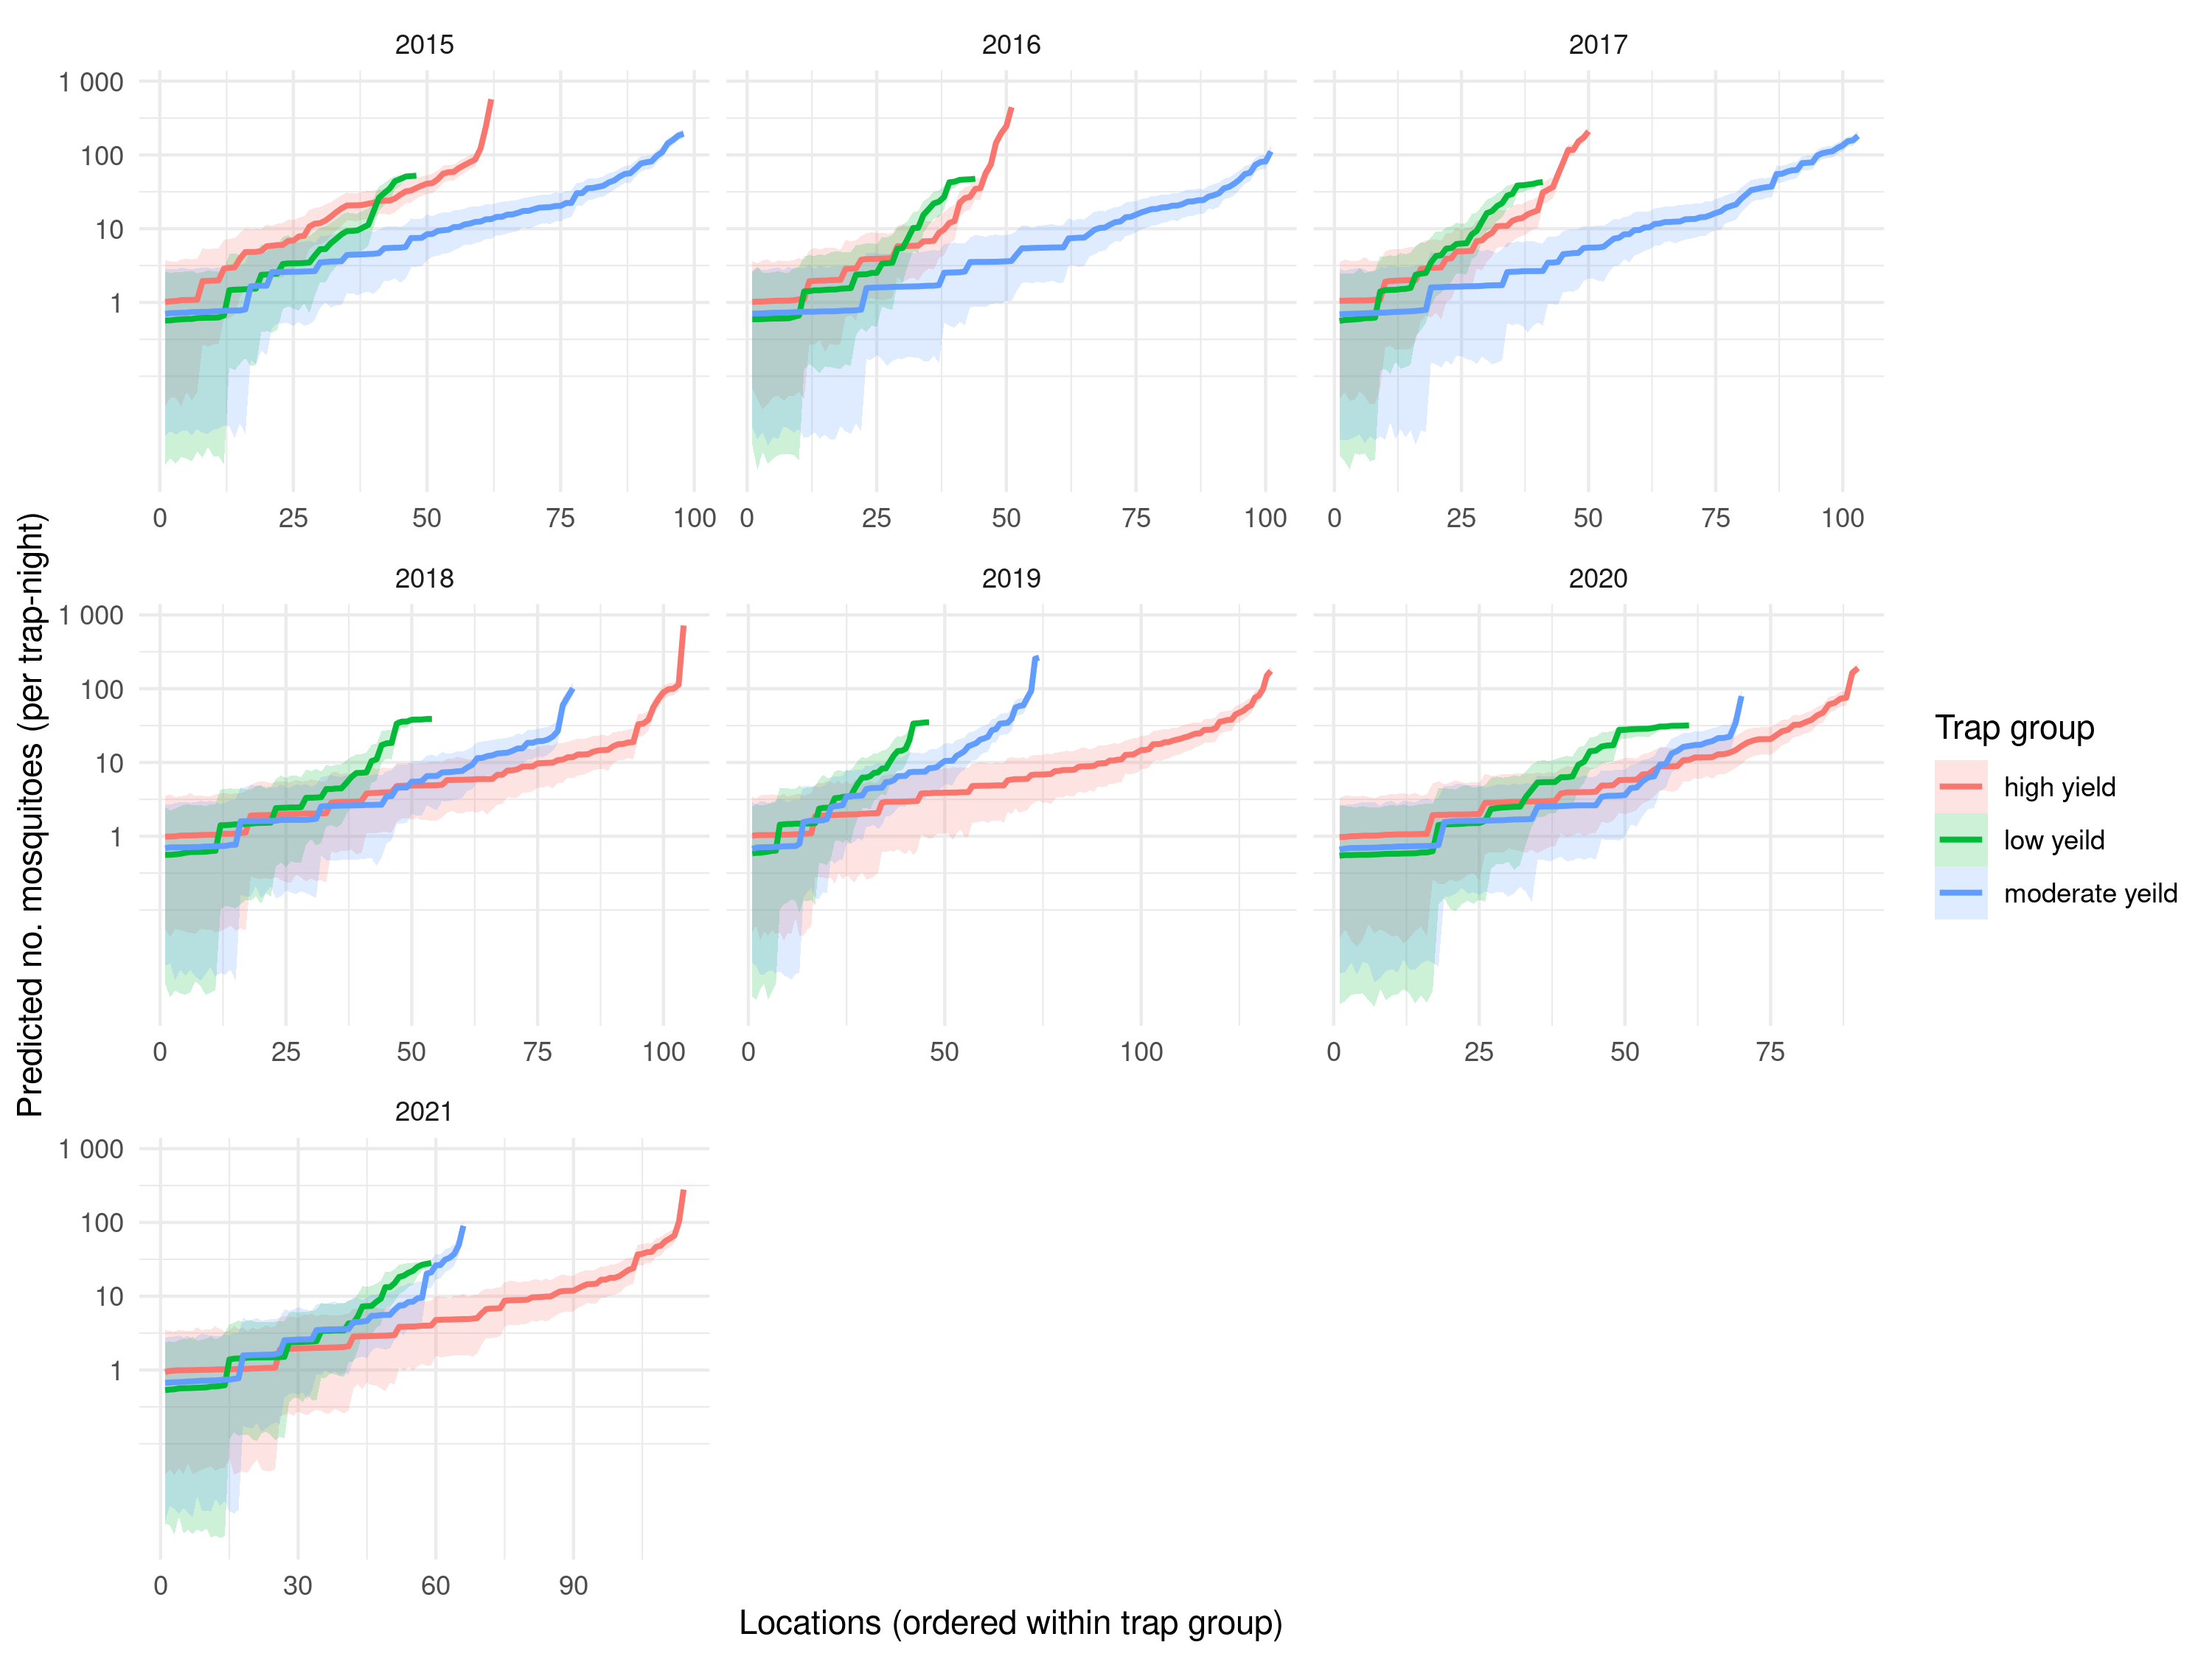 2015
2016
2017
1 000
100
10
1
0 25 50 75 100
0 25 50 75 100
0 25 50 75 100
2018
2019
2020
1 000
100
10
1
0 25 50 75 100
0 50 100
0 25 50 75
2021
1 000
100
10
1
0 30 60 90
Predicted no. mosquitoes (per trap-night)
Locations (ordered within trap group)
Trap group
high yield
low yeild
moderate yeild